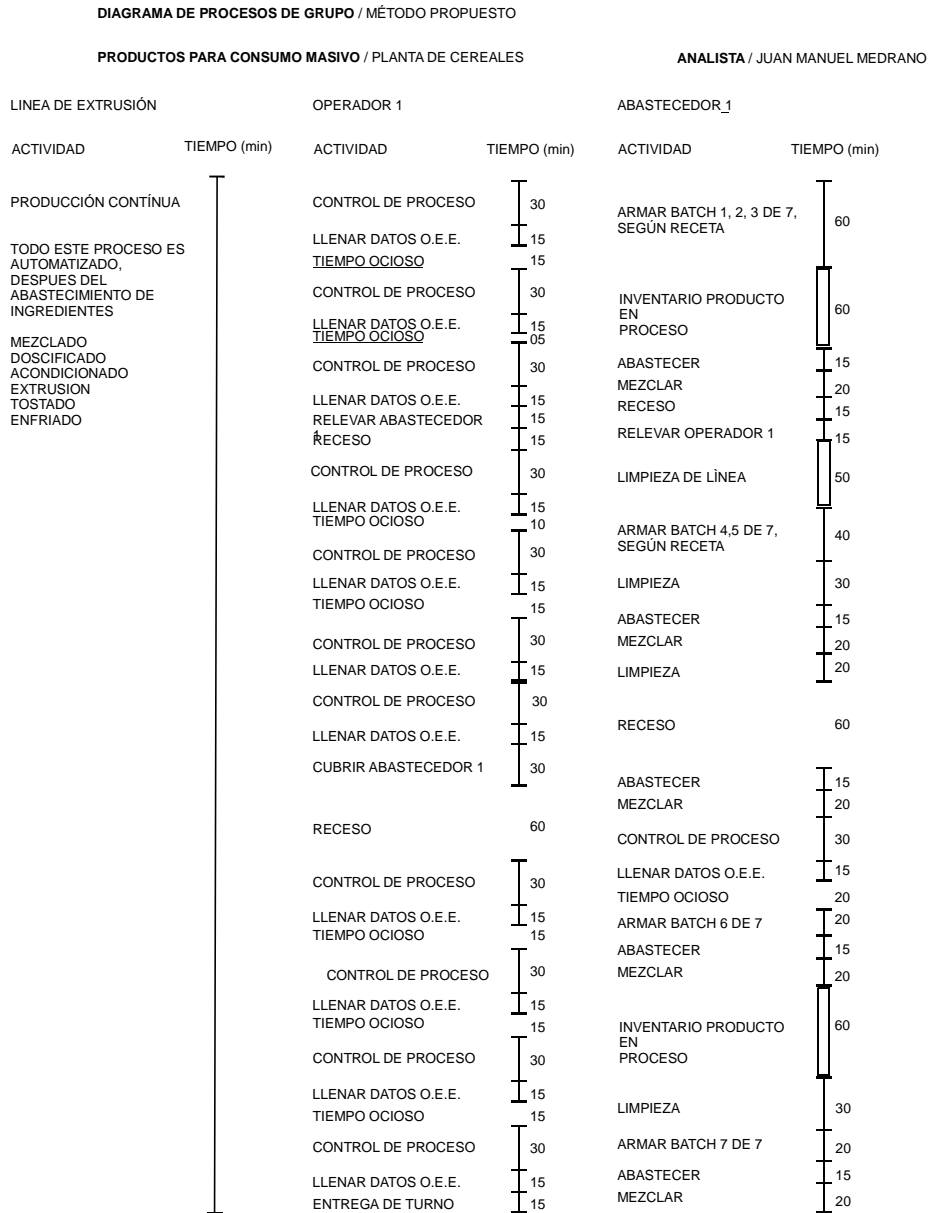 DIAGRAMA DE PROCESOS DE GRUPO / MÉTODO PROPUESTO
PRODUCTOS PARA CONSUMO MASIVO / PLANTA DE CEREALES
ANALISTA / JUAN MANUEL MEDRANO
LINEA DE EXTRUSIÓN
ACTIVIDAD
TIEMPO (min)
PRODUCCIÓN CONTÍNUA
TODO ESTE PROCESO ES
AUTOMATIZADO,
DESPUES DEL
ABASTECIMIENTO DE
INGREDIENTES
MEZCLADO
DOSCIFICADO
ACONDICIONADO
EXTRUSION
TOSTADO
ENFRIADO
OPERADOR 1
ACTIVIDAD
TIEMPO (min)
CONTROL DE PROCESO 30
LLENAR DATOS O.E.E. 15
TIEMPO OCIOSO 15
CONTROL DE PROCESO 30
LLENAR DATOS O.E.E. 15
TIEMPO OCIOSO 05
CONTROL DE PROCESO 30
LLENAR DATOS O.E.E. 15
RELEVAR ABASTECEDOR 15
1
RECESO 15
CONTROL DE PROCESO 30
LLENAR DATOS O.E.E. 15
TIEMPO OCIOSO 10
CONTROL DE PROCESO 30
LLENAR DATOS O.E.E. 15
TIEMPO OCIOSO 15
CONTROL DE PROCESO 30
LLENAR DATOS O.E.E. 15
CONTROL DE PROCESO 30
LLENAR DATOS O.E.E. 15
CUBRIR ABASTECEDOR 1 30
RECESO 60
CONTROL DE PROCESO 30
LLENAR DATOS O.E.E. 15
TIEMPO OCIOSO 15
CONTROL DE PROCESO 30
LLENAR DATOS O.E.E. 15
TIEMPO OCIOSO 15
CONTROL DE PROCESO 30
LLENAR DATOS O.E.E. 15
TIEMPO OCIOSO 15
CONTROL DE PROCESO 30
LLENAR DATOS O.E.E. 15
ENTREGA DE TURNO 15
ABASTECEDOR 1
ACTIVIDAD
TIEMPO (min)
ARMAR BATCH 1, 2, 3 DE 7,
SEGÚN RECETA 60
INVENTARIO PRODUCTO
EN 60
PROCESO
ABASTECER 15
MEZCLAR 20
RECESO 15
RELEVAR OPERADOR 1 15
LIMPIEZA DE LÌNEA 50
ARMAR BATCH 4,5 DE 7,
SEGÚN RECETA 40
LIMPIEZA 30
ABASTECER 15
MEZCLAR 20
LIMPIEZA 20
RECESO 60
ABASTECER 15
MEZCLAR 20
CONTROL DE PROCESO 30
LLENAR DATOS O.E.E. 15
TIEMPO OCIOSO 20
ARMAR BATCH 6 DE 7 20
ABASTECER 15
MEZCLAR 20
INVENTARIO PRODUCTO 60
EN
PROCESO
LIMPIEZA 30
ARMAR BATCH 7 DE 7 20
ABASTECER 15
MEZCLAR 20